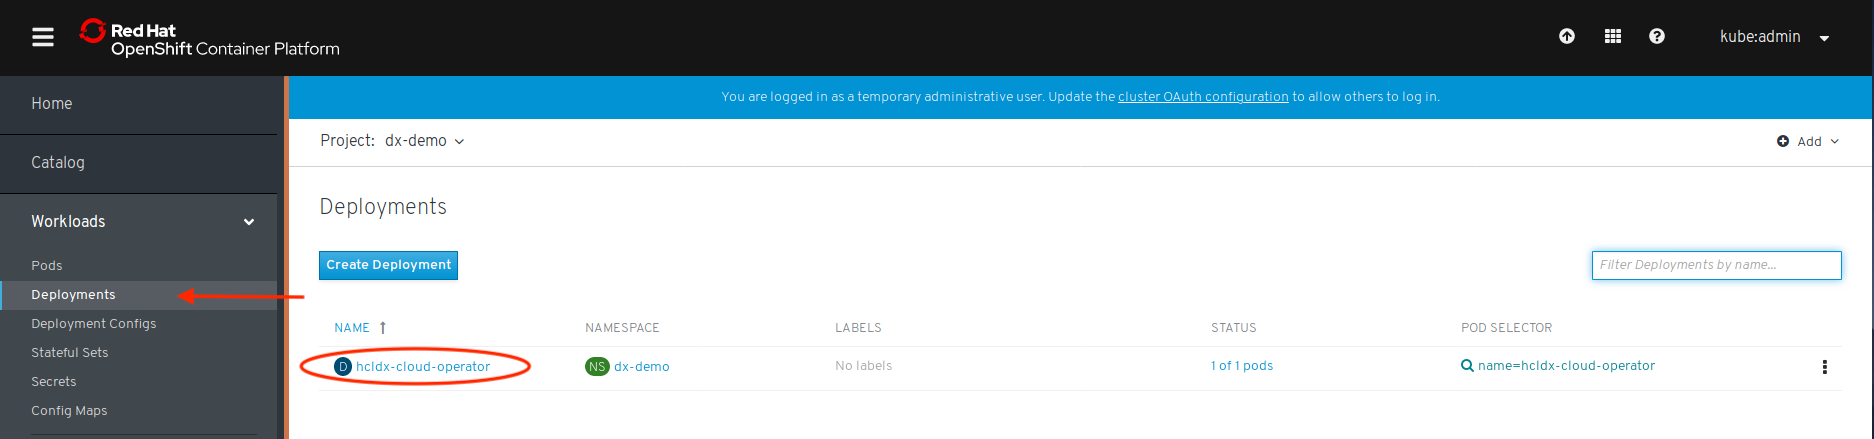 Red Hat
OpenShift Container Platform
kube:admin
Home
You are logged in as a temporary administrative user. Update the cluster OAuth configuration to allow others to log in.
Project: dx-demo
Add
Catalog
Deployments
Workloads
Create Deployment
Filter Deployments by name...
Pods
Deployments
Deployment Configs
Stateful Sets
Secrets
Config Maps
NAME NAMESPACE LABELS STATUS POD SELECTOR
D hcldx-cloud-operator NS dx-demo No labels 1 of 1 pods name=hcldx-cloud-operator